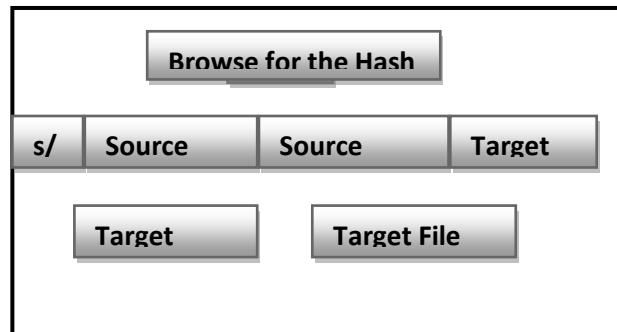 Browse for the Hash
s/ Source Source Target
Target Target File